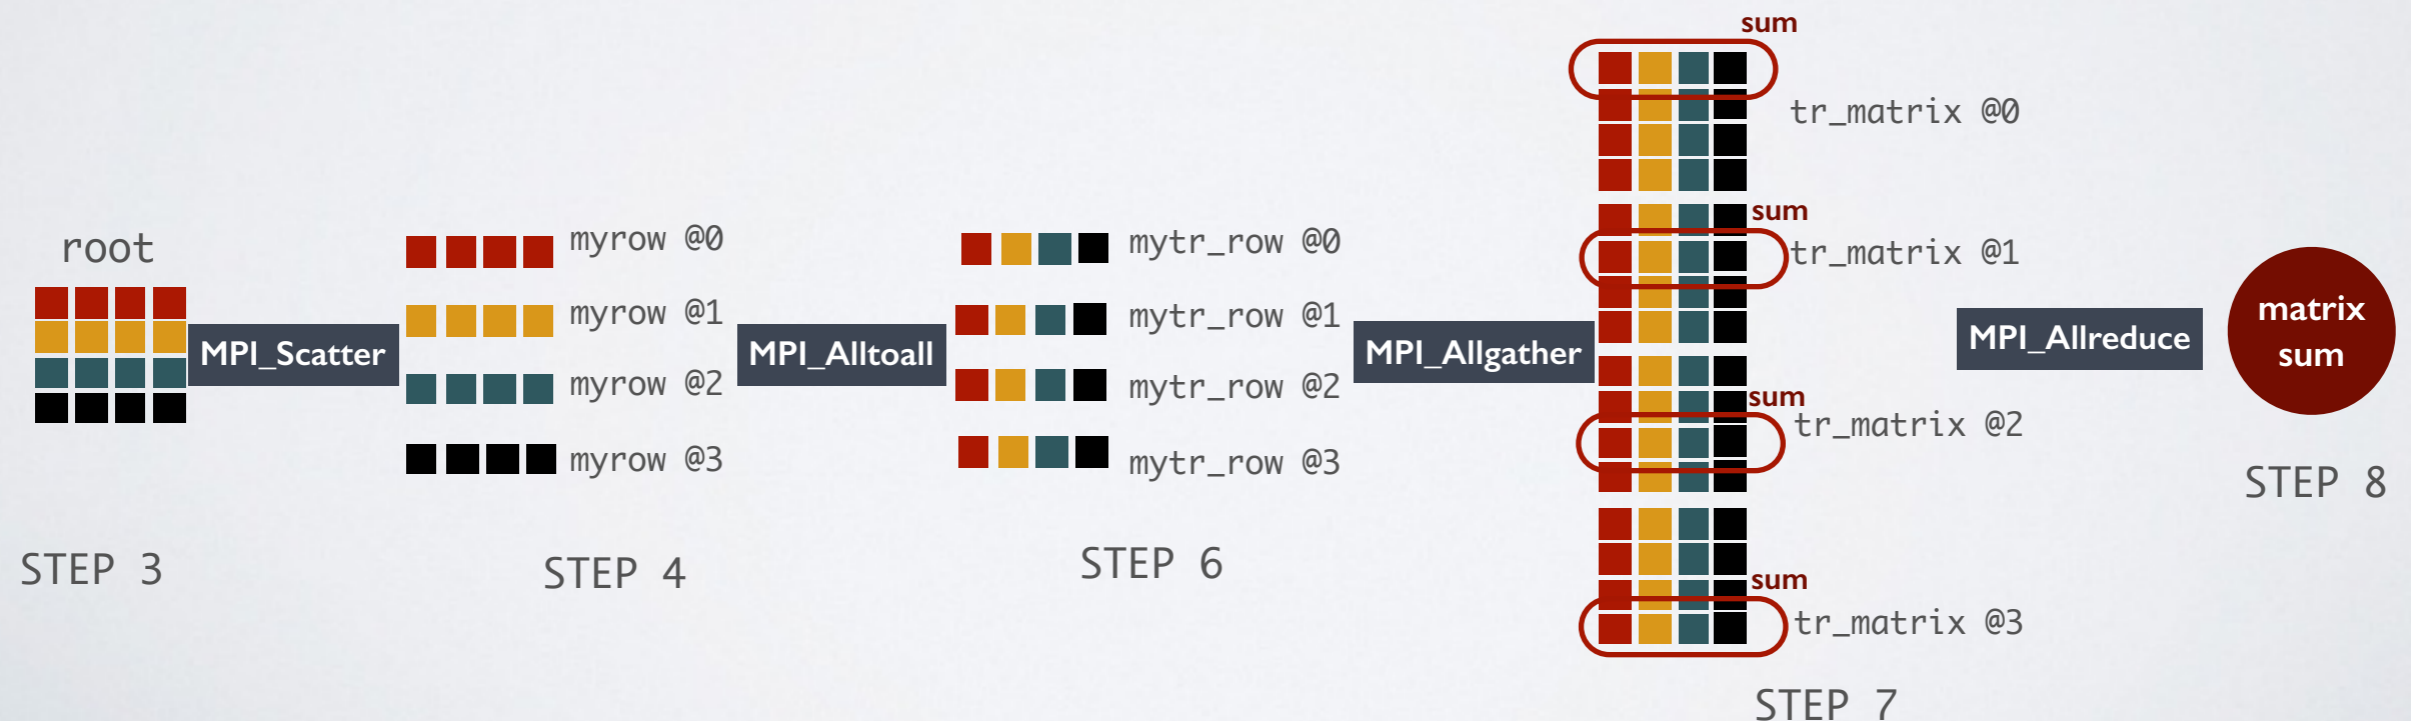 root
STEP 3
MPI_Scatter
myrow @0
myrow @1
myrow @2
myrow @3
STEP 4
MPI_Alltoall
mytr_row @0
mytr_row @1
mytr_row @2
mytr_row @3
STEP 6
MPI_Allgather
sum
tr_matrix @0
sum
tr_matrix @1
sum
tr_matrix @2
sum
tr_matrix @3
STEP 7
MPI_Allreduce
matrix
sum
STEP 8